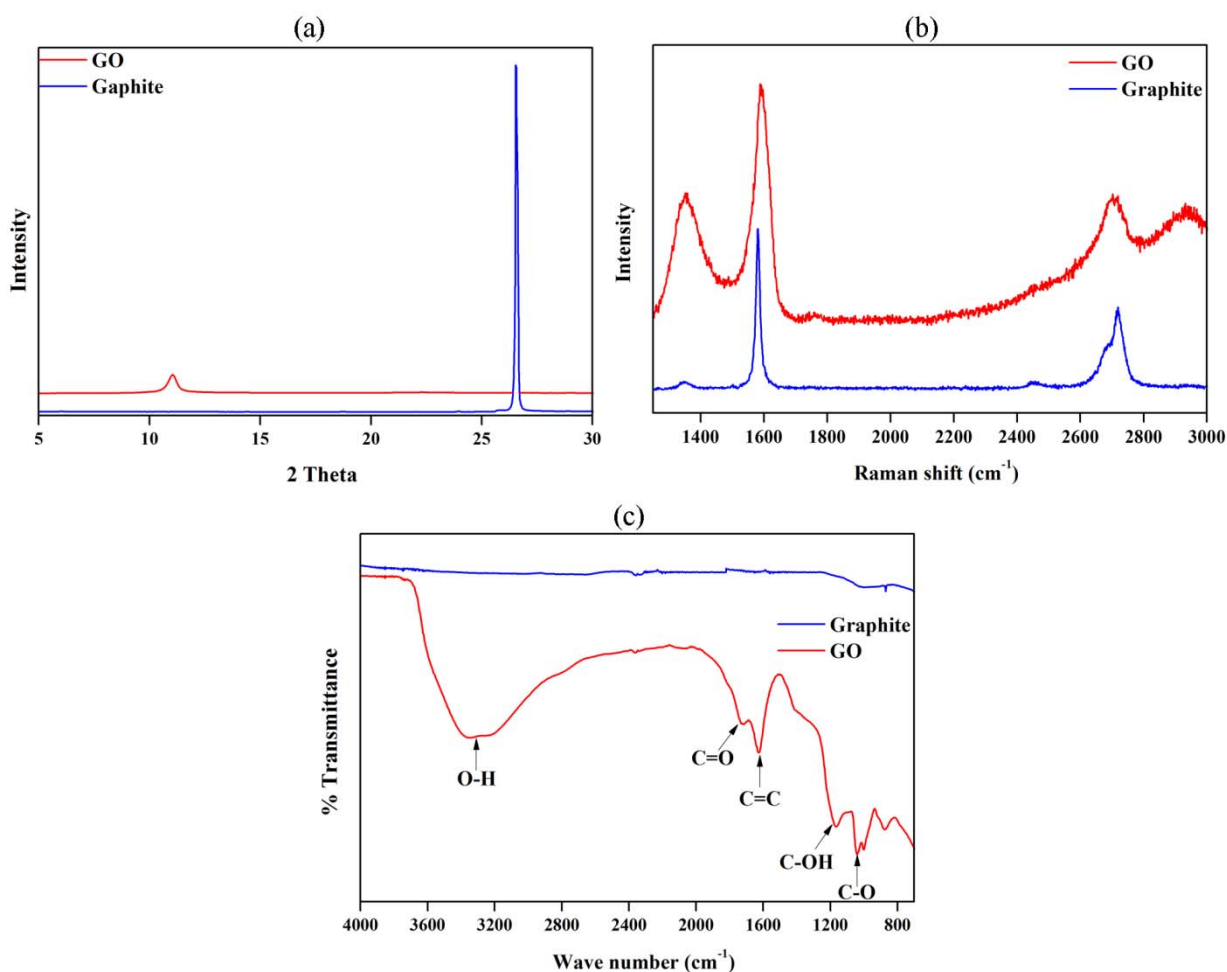 (a)
GO
Gaphite
Intensity
5 10 15 20 25 30
2 Theta
(b)
GO
Graphite
Intensity
1400 1600 1800 2000 2200 2400 2600 2800 3000
Raman shift (cm⁻¹)
(c)
Graphite
GO
% Transmittance
O-H
C=O
C=C
C-OH
C-O
4000 3600 3200 2800 2400 2000 1600 1200 800
Wave number (cm⁻¹)